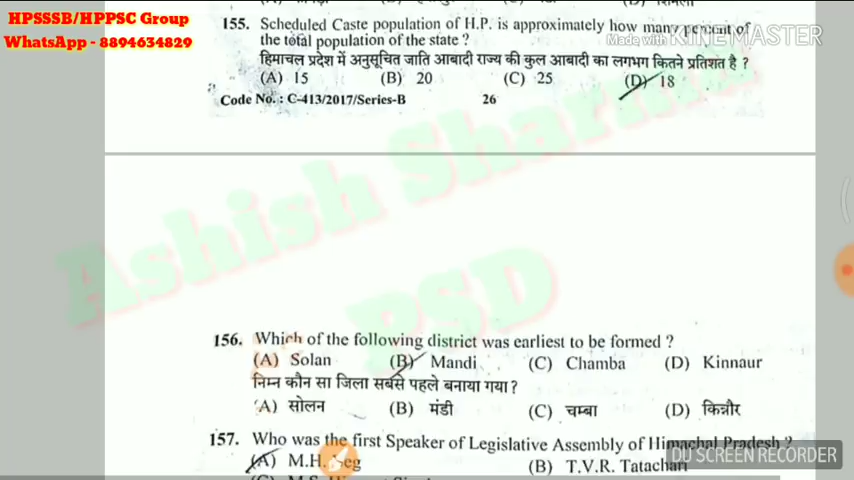 HPSSSB/HPPSC Group
WhatsApp - 8894634829
155. Scheduled Caste population of H.P. is approximately how many percent of
the total population of the state ?
Made with KINEMASTER
हिमाचल प्रदेश में अनुसूचित जाति आबादी राज्य की कुल आबादी का लगभग कितने प्रतिशत है ?
(A) 15 (B) 20 (C) 25 (D) 18
Code No. : C-413/2017/Series-B 26
Ashish Sharma
PSD
156. Which of the following district was earliest to be formed ?
(A) Solan (B) Mandi (C) Chamba (D) Kinnaur
निम्न कौन सा जिला सबसे पहले बनाया गया?
(A) सोलन (B) मंडी (C) चम्बा (D) किन्नौर
157. Who was the first Speaker of Legislative Assembly of Himachal Pradesh ?
DU SCREEN RECORDER
(A) M.H. (B) T.V.R. Tatachari